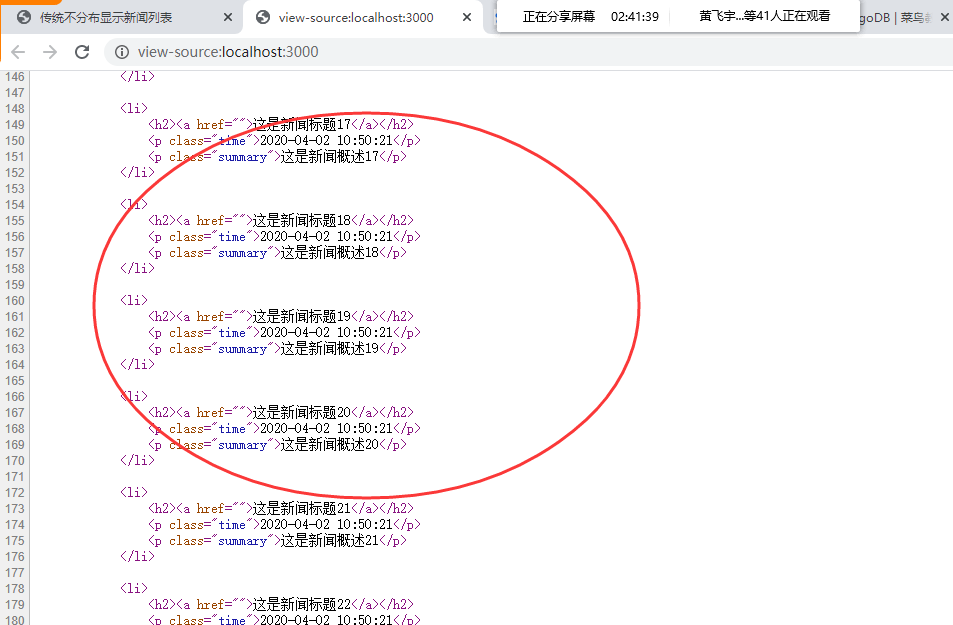 传统不分布显示新闻列表
view-source:localhost:3000
正在分享屏幕 02:41:39 黄飞宇...等41人正在观看
goDB | 菜鸟
view-source:localhost:3000
146 </li>
147
148 <li>
149 <h2><a href="">这是新闻标题17</a></h2>
150 <p class="time">2020-04-02 10:50:21</p>
151 <p class="summary">这是新闻概述17</p>
152 </li>
153
154 <li>
155 <h2><a href="">这是新闻标题18</a></h2>
156 <p class="time">2020-04-02 10:50:21</p>
157 <p class="summary">这是新闻概述18</p>
158 </li>
159
160 <li>
161 <h2><a href="">这是新闻标题19</a></h2>
162 <p class="time">2020-04-02 10:50:21</p>
163 <p class="summary">这是新闻概述19</p>
164 </li>
165
166 <li>
167 <h2><a href="">这是新闻标题20</a></h2>
168 <p class="time">2020-04-02 10:50:21</p>
169 <p class="summary">这是新闻概述20</p>
170 </li>
171
172 <li>
173 <h2><a href="">这是新闻标题21</a></h2>
174 <p class="time">2020-04-02 10:50:21</p>
175 <p class="summary">这是新闻概述21</p>
176 </li>
177
178 <li>
179 <h2><a href="">这是新闻标题22</a></h2>
180 <p class="time">2020-04-02 10:50:21</p>